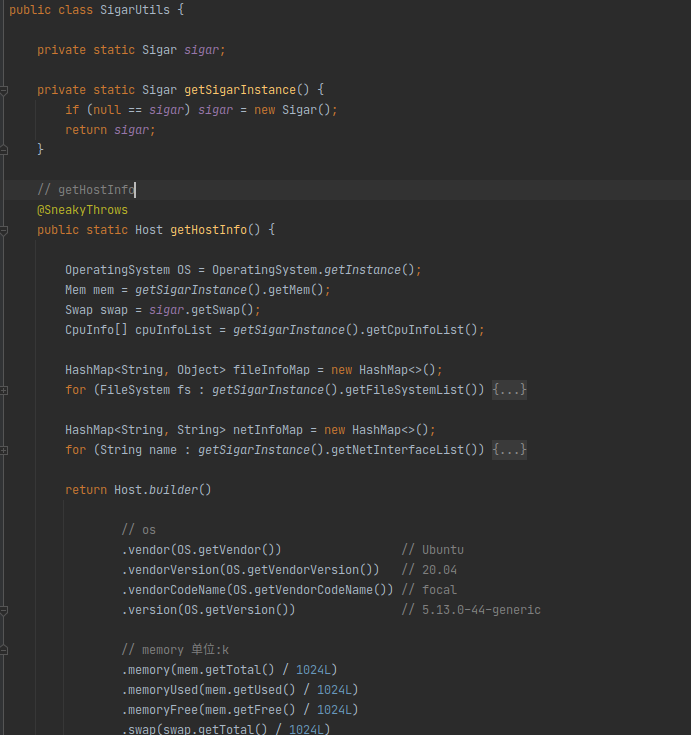 public class SigarUtils {
private static Sigar sigar;
private static Sigar getSigarInstance() {
if (null == sigar) sigar = new Sigar();
return sigar;
}
// getHostInfo
@SneakyThrows
public static Host getHostInfo() {
OperatingSystem OS = OperatingSystem.getInstance();
Mem mem = getSigarInstance().getMem();
Swap swap = sigar.getSwap();
CpuInfo[] cpuInfoList = getSigarInstance().getCpuInfoList();
HashMap<String, Object> fileInfoMap = new HashMap<>();
for (FileSystem fs : getSigarInstance().getFileSystemList()) {...}
HashMap<String, String> netInfoMap = new HashMap<>();
for (String name : getSigarInstance().getNetInterfaceList()) {...}
return Host.builder()
// os
.vendor(OS.getVendor()) // Ubuntu
.vendorVersion(OS.getVendorVersion()) // 20.04
.vendorCodeName(OS.getVendorCodeName()) // focal
.version(OS.getVersion()) // 5.13.0-44-generic
// memory 单位:k
.memory(mem.getTotal() / 1024L)
.memoryUsed(mem.getUsed() / 1024L)
.memoryFree(mem.getFree() / 1024L)
.swap(swap.getTotal() / 1024L)